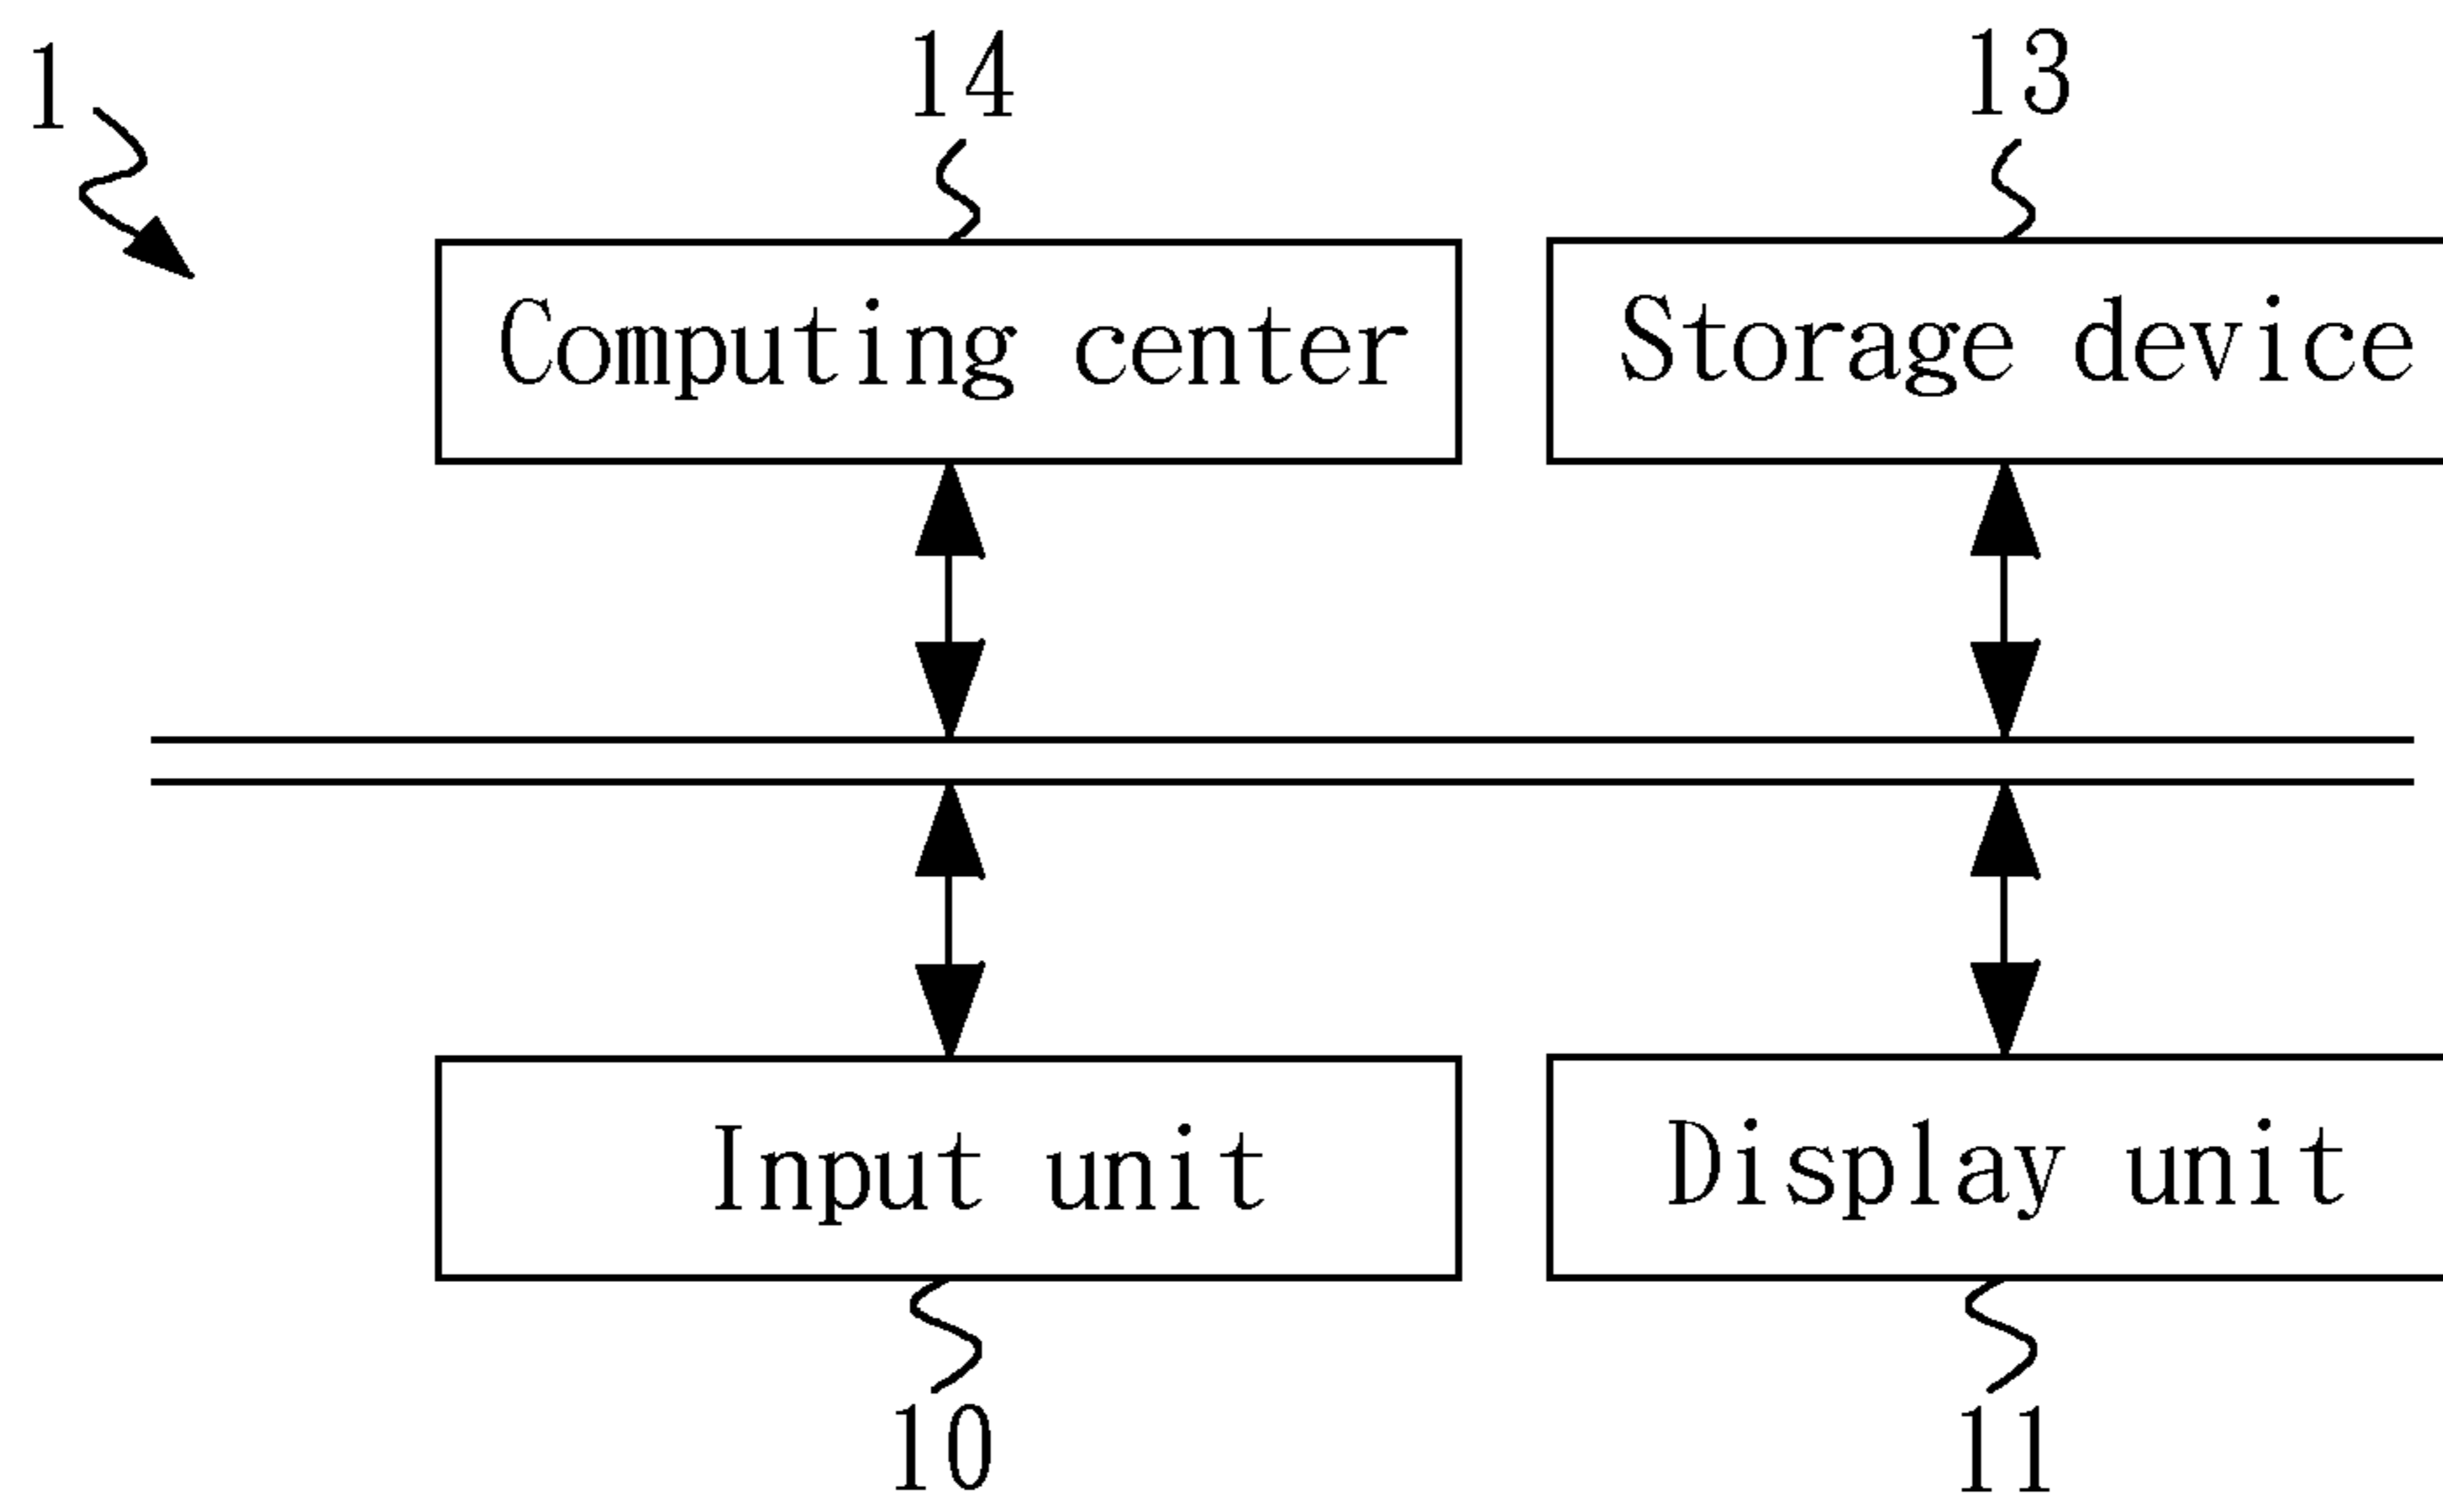 1
14
13
Computing center
Storage device
Input unit
Display unit
10
11